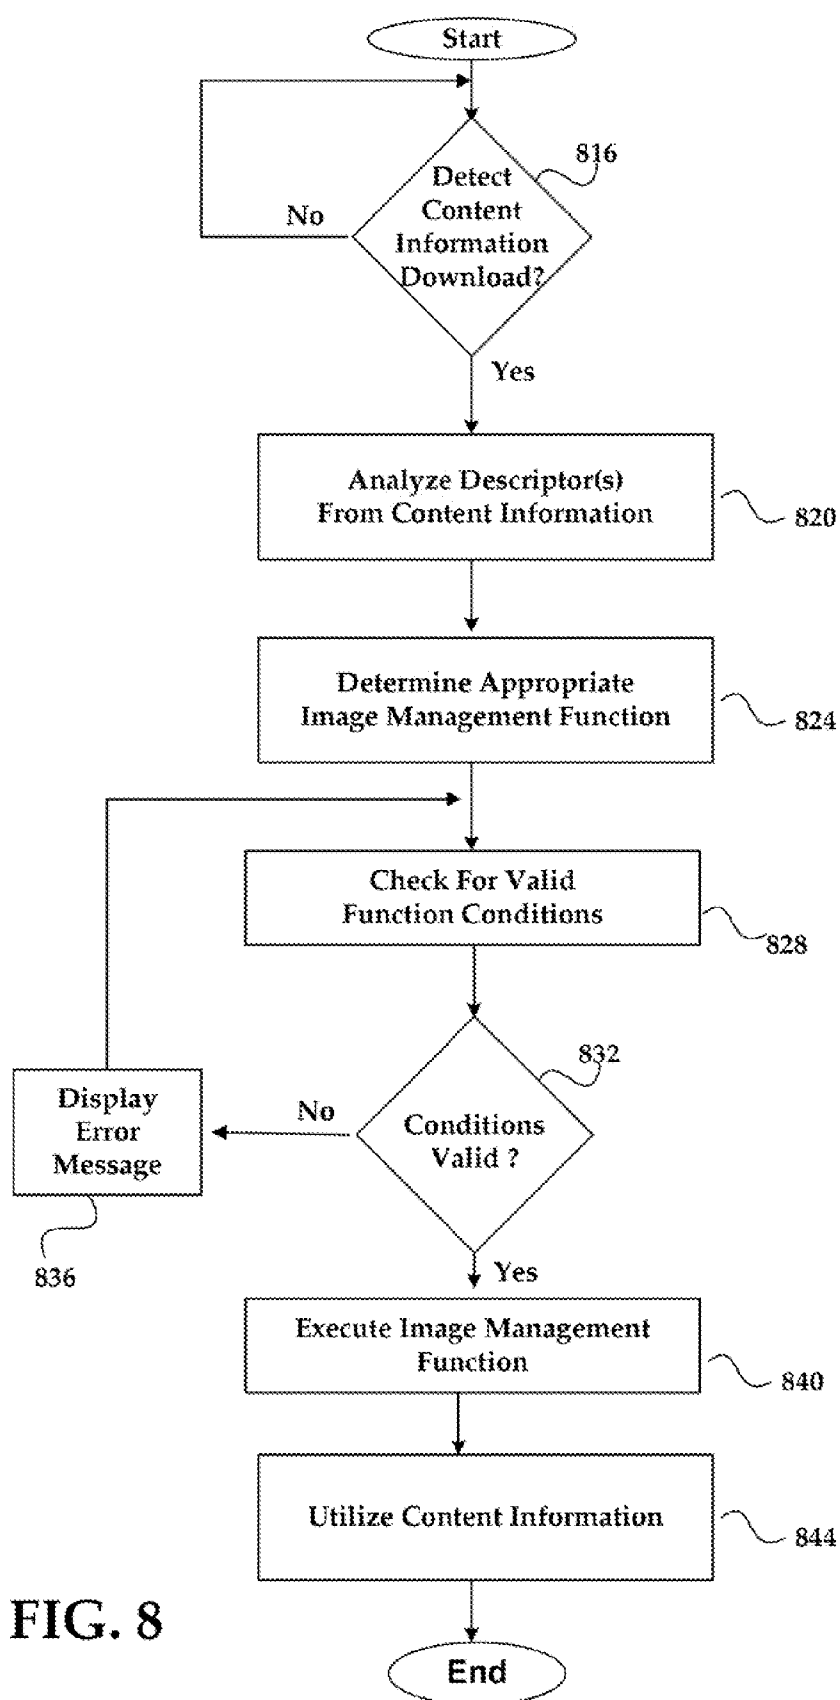 Start
Detect
Content
Information
Download?
816
No
Yes
Analyze Descriptor(s)
From Content Information
820
Determine Appropriate
Image Management Function
824
Check For Valid
Function Conditions
828
Conditions
Valid ?
832
No
Display
Error
Message
836
Yes
Execute Image Management
Function
840
Utilize Content Information
844
FIG. 8
End